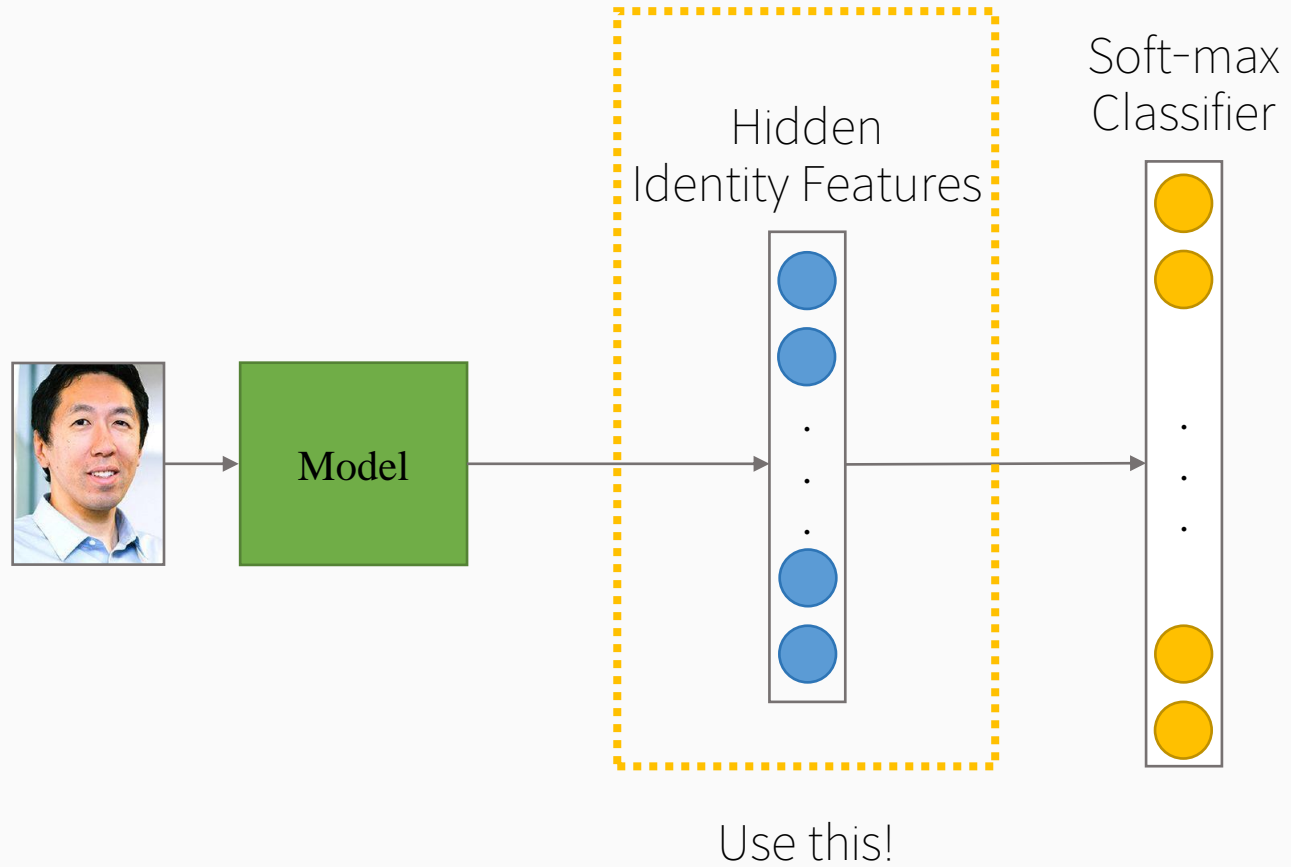 Soft-max
Classifier
Hidden
Identity Features
Model
Use this!